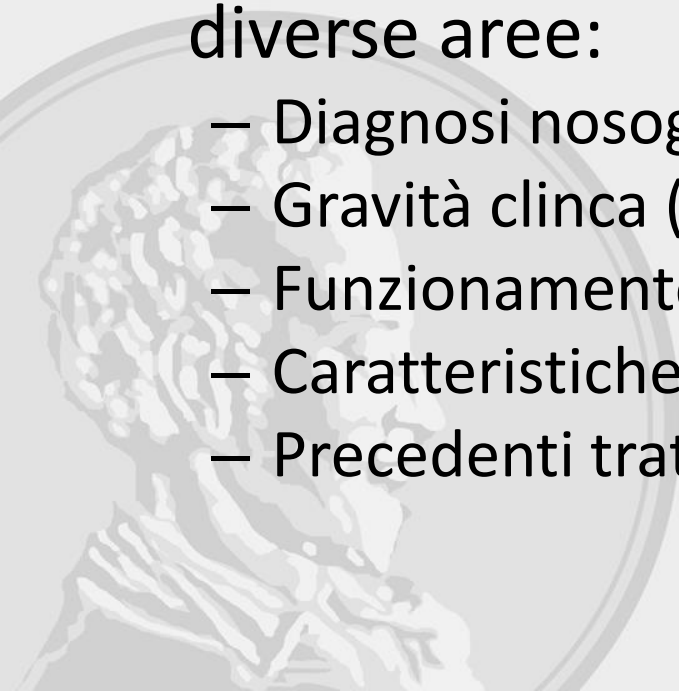 diverse aree:
– Diagnosi nosog
– Gravità clinca (
– Funzionament
– Caratteristiche
– Precedenti trat